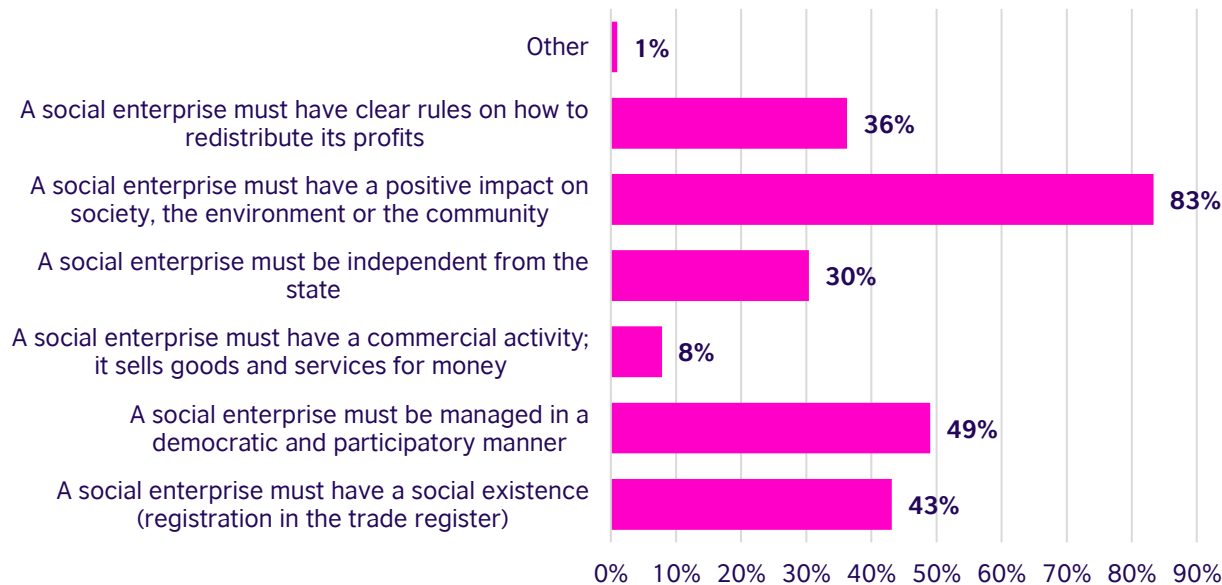 Other
1%
A social enterprise must have clear rules on how to
redistribute its profits
36%
A social enterprise must have a positive impact on
society, the environment or the community
83%
A social enterprise must be independent from the
state
30%
A social enterprise must have a commercial activity;
it sells goods and services for money
8%
A social enterprise must be managed in a
democratic and participatory manner
49%
A social enterprise must have a social existence
(registration in the trade register)
43%
0% 10% 20% 30% 40% 50% 60% 70% 80% 90%